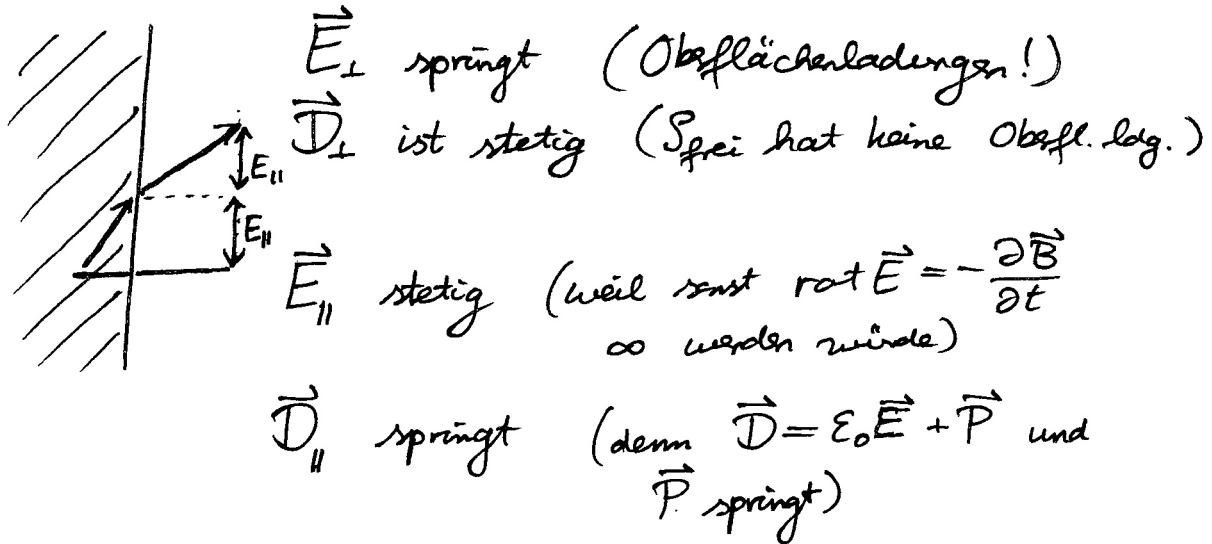 E⃗⊥ springt (Oberflächenladungen!)
D⃗⊥ ist stetig (ρfrei hat keine Oberfl. ldg.)
E||
E||
E⃗|| stetig (weil sonst rot E⃗ = -∂B⃗/∂t
∞ werden würde)
D⃗|| springt (denn D⃗ = ε₀E⃗ + P⃗ und
P⃗ springt)